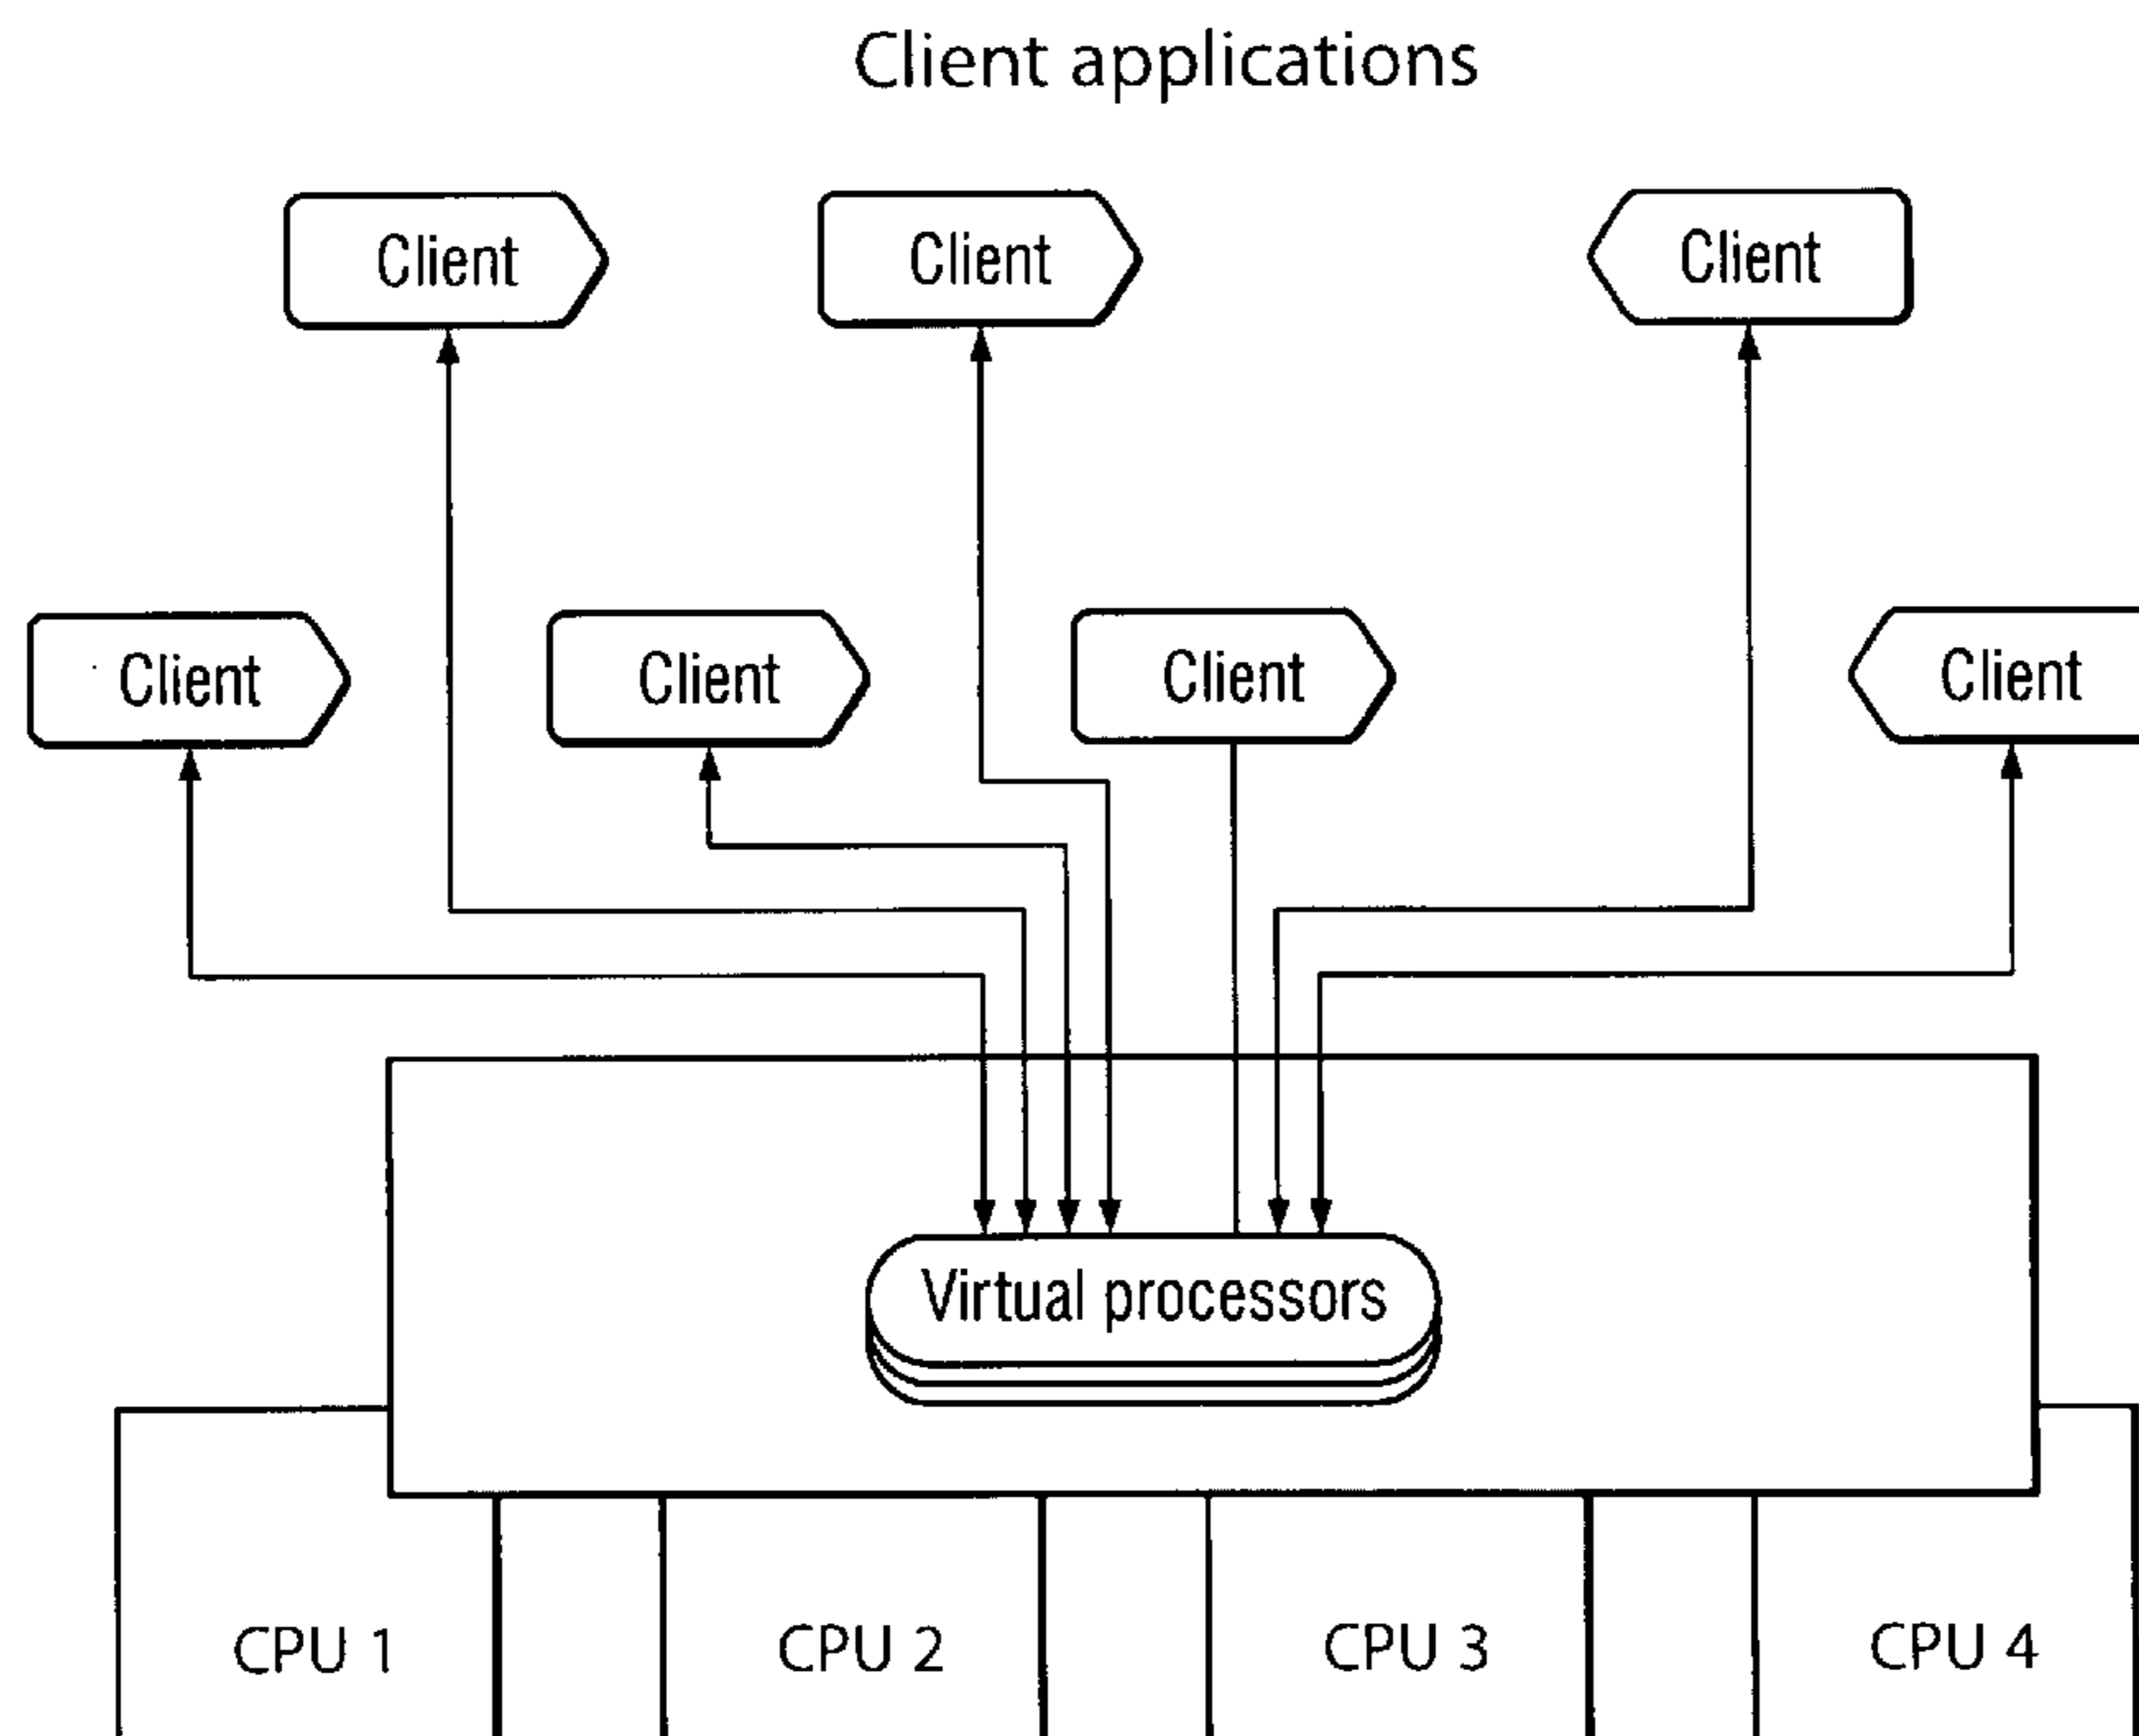 Client applications
Client
Client
Client
Client
Client
Client
Client
Virtual processors
CPU 1
CPU 2
CPU 3
CPU 4